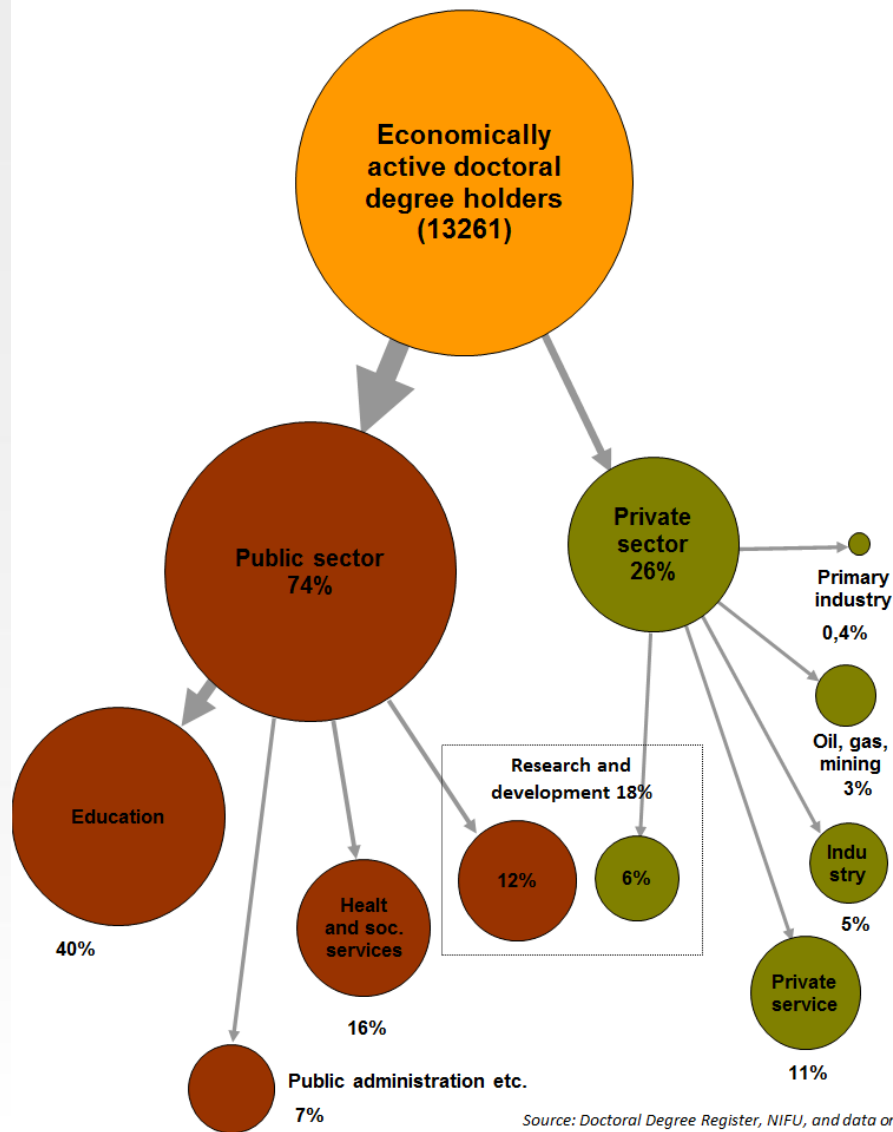 Economically
active doctoral
degree holders
(13261)
Public sector
74%
Private
sector
26%
Primary
industry
0,4%
Oil, gas,
mining
3%
Research and
development 18%
Education
40%
12%
6%
Indu
stry
5%
Healt
and soc.
services
16%
Private
service
11%
Public administration etc.
7%
Source: Doctoral Degree Register, NIFU, and data